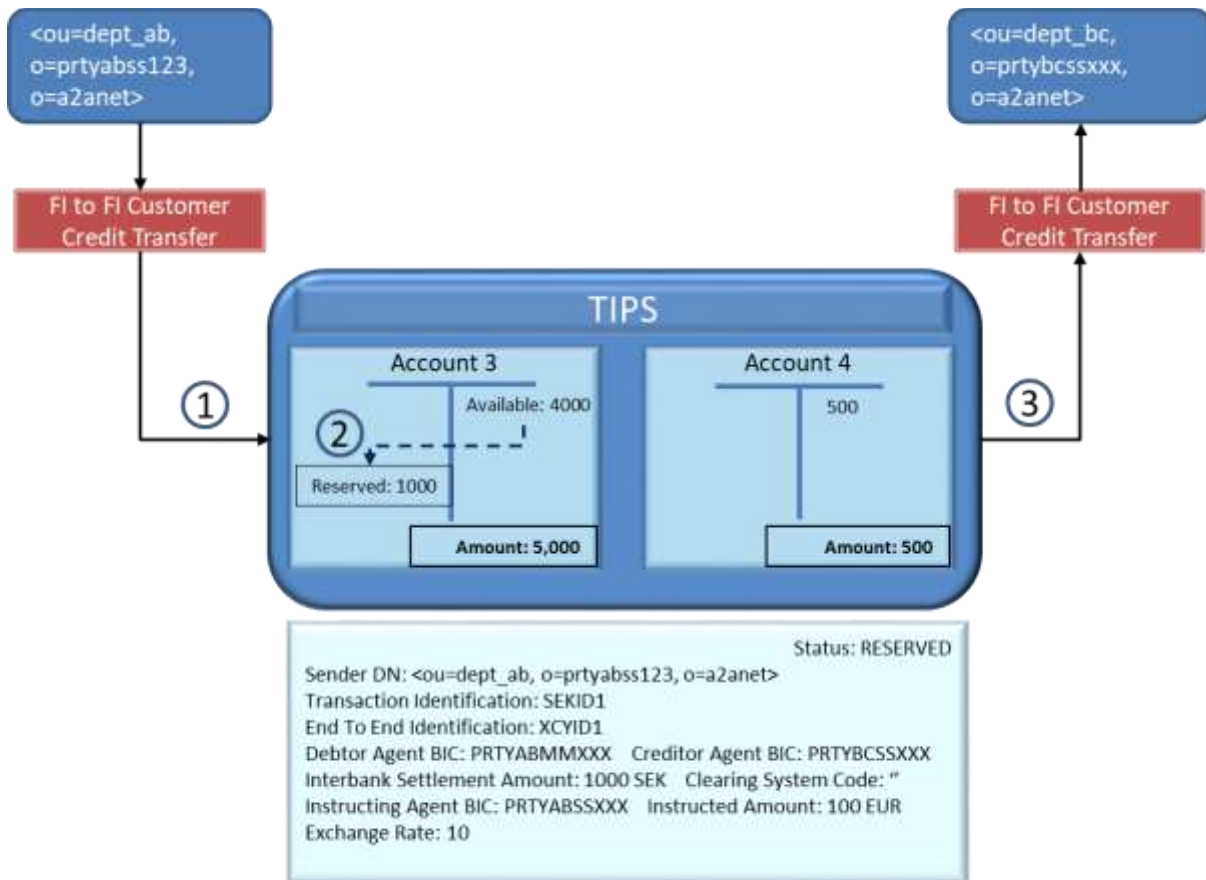 <ou=dept_ab,
o=prtyabss123,
o=a2anet>
<ou=dept_bc,
o=prtybcssxxx,
o=a2anet>
FI to FI Customer
Credit Transfer
FI to FI Customer
Credit Transfer
TIPS
Account 3
Available: 4000
Reserved: 1000
Amount: 5,000
Account 4
500
Amount: 500
1
2
3
Status: RESERVED
Sender DN: <ou=dept_ab, o=prtyabss123, o=a2anet>
Transaction Identification: SEKID1
End To End Identification: XCYID1
Debtor Agent BIC: PRTYABMMXXX Creditor Agent BIC: PRTYBCSSXXX
Interbank Settlement Amount: 1000 SEK Clearing System Code: ”
Instructing Agent BIC: PRTYABSSXXX Instructed Amount: 100 EUR
Exchange Rate: 10